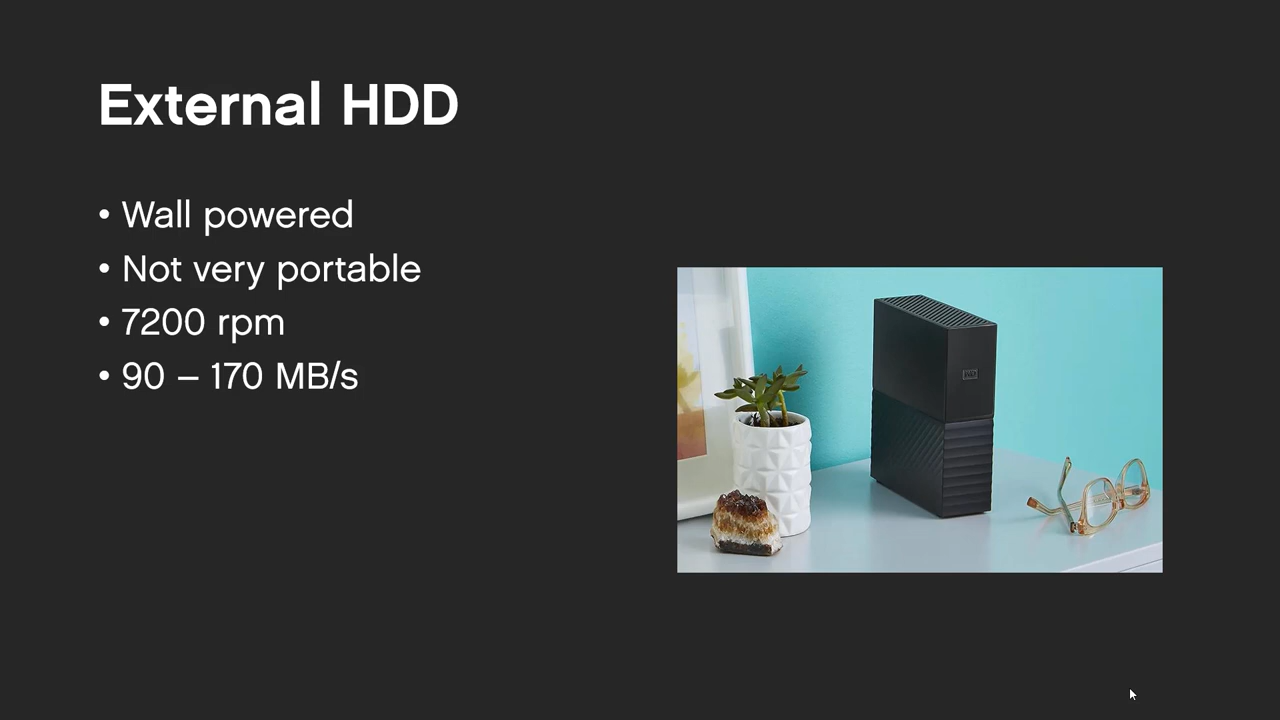 External HDD
• Wall powered
• Not very portable
• 7200 rpm
• 90 – 170 MB/s